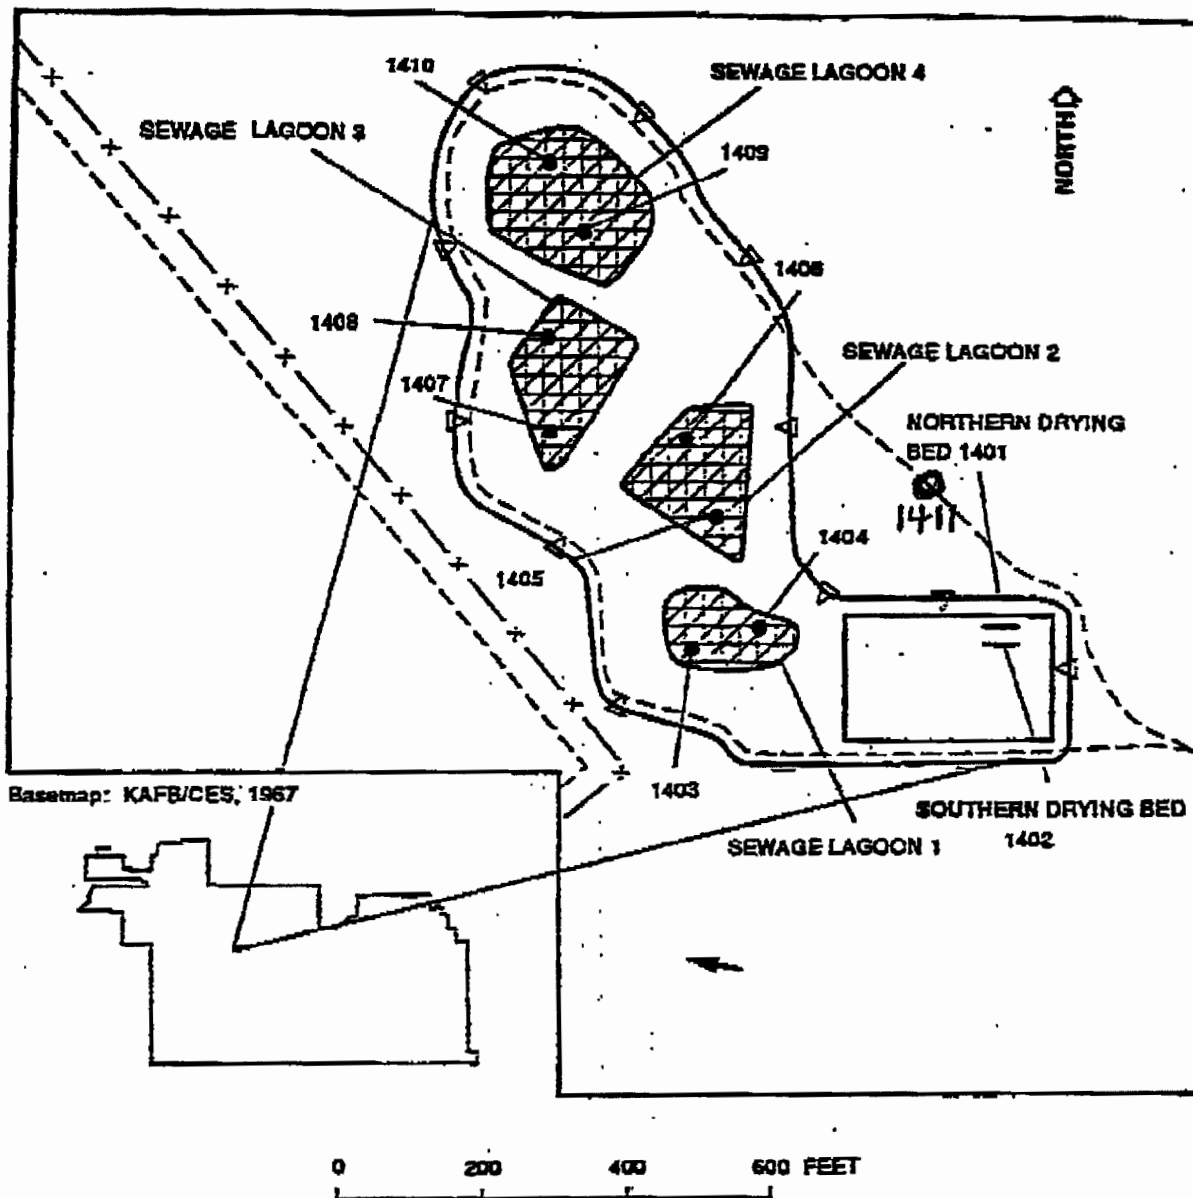 1410
SEWAGE LAGOON 4
SEWAGE LAGOON 3
1409
NORTH
1406
1408
SEWAGE LAGOON 2
1407
NORTHERN DRYING
BED 1401
1411
1404
1405
1403
Basemap: KAFB/CES, 1967
SOUTHERN DRYING BED
1402
SEWAGE LAGOON 1
0 200 400 600 FEET